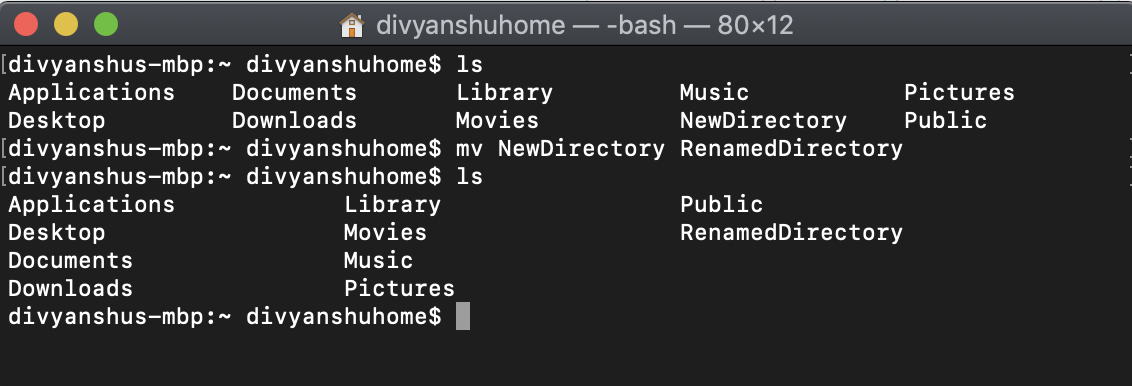 divyanshuhome — -bash — 80×12
[divyanshus-mbp:~ divyanshuhome$ ls
Applications    Documents       Library         Music           Pictures
Desktop         Downloads       Movies          NewDirectory    Public
[divyanshus-mbp:~ divyanshuhome$ mv NewDirectory RenamedDirectory
[divyanshus-mbp:~ divyanshuhome$ ls
Applications            Library                 Public
Desktop                 Movies                  RenamedDirectory
Documents               Music
Downloads               Pictures
divyanshus-mbp:~ divyanshuhome$